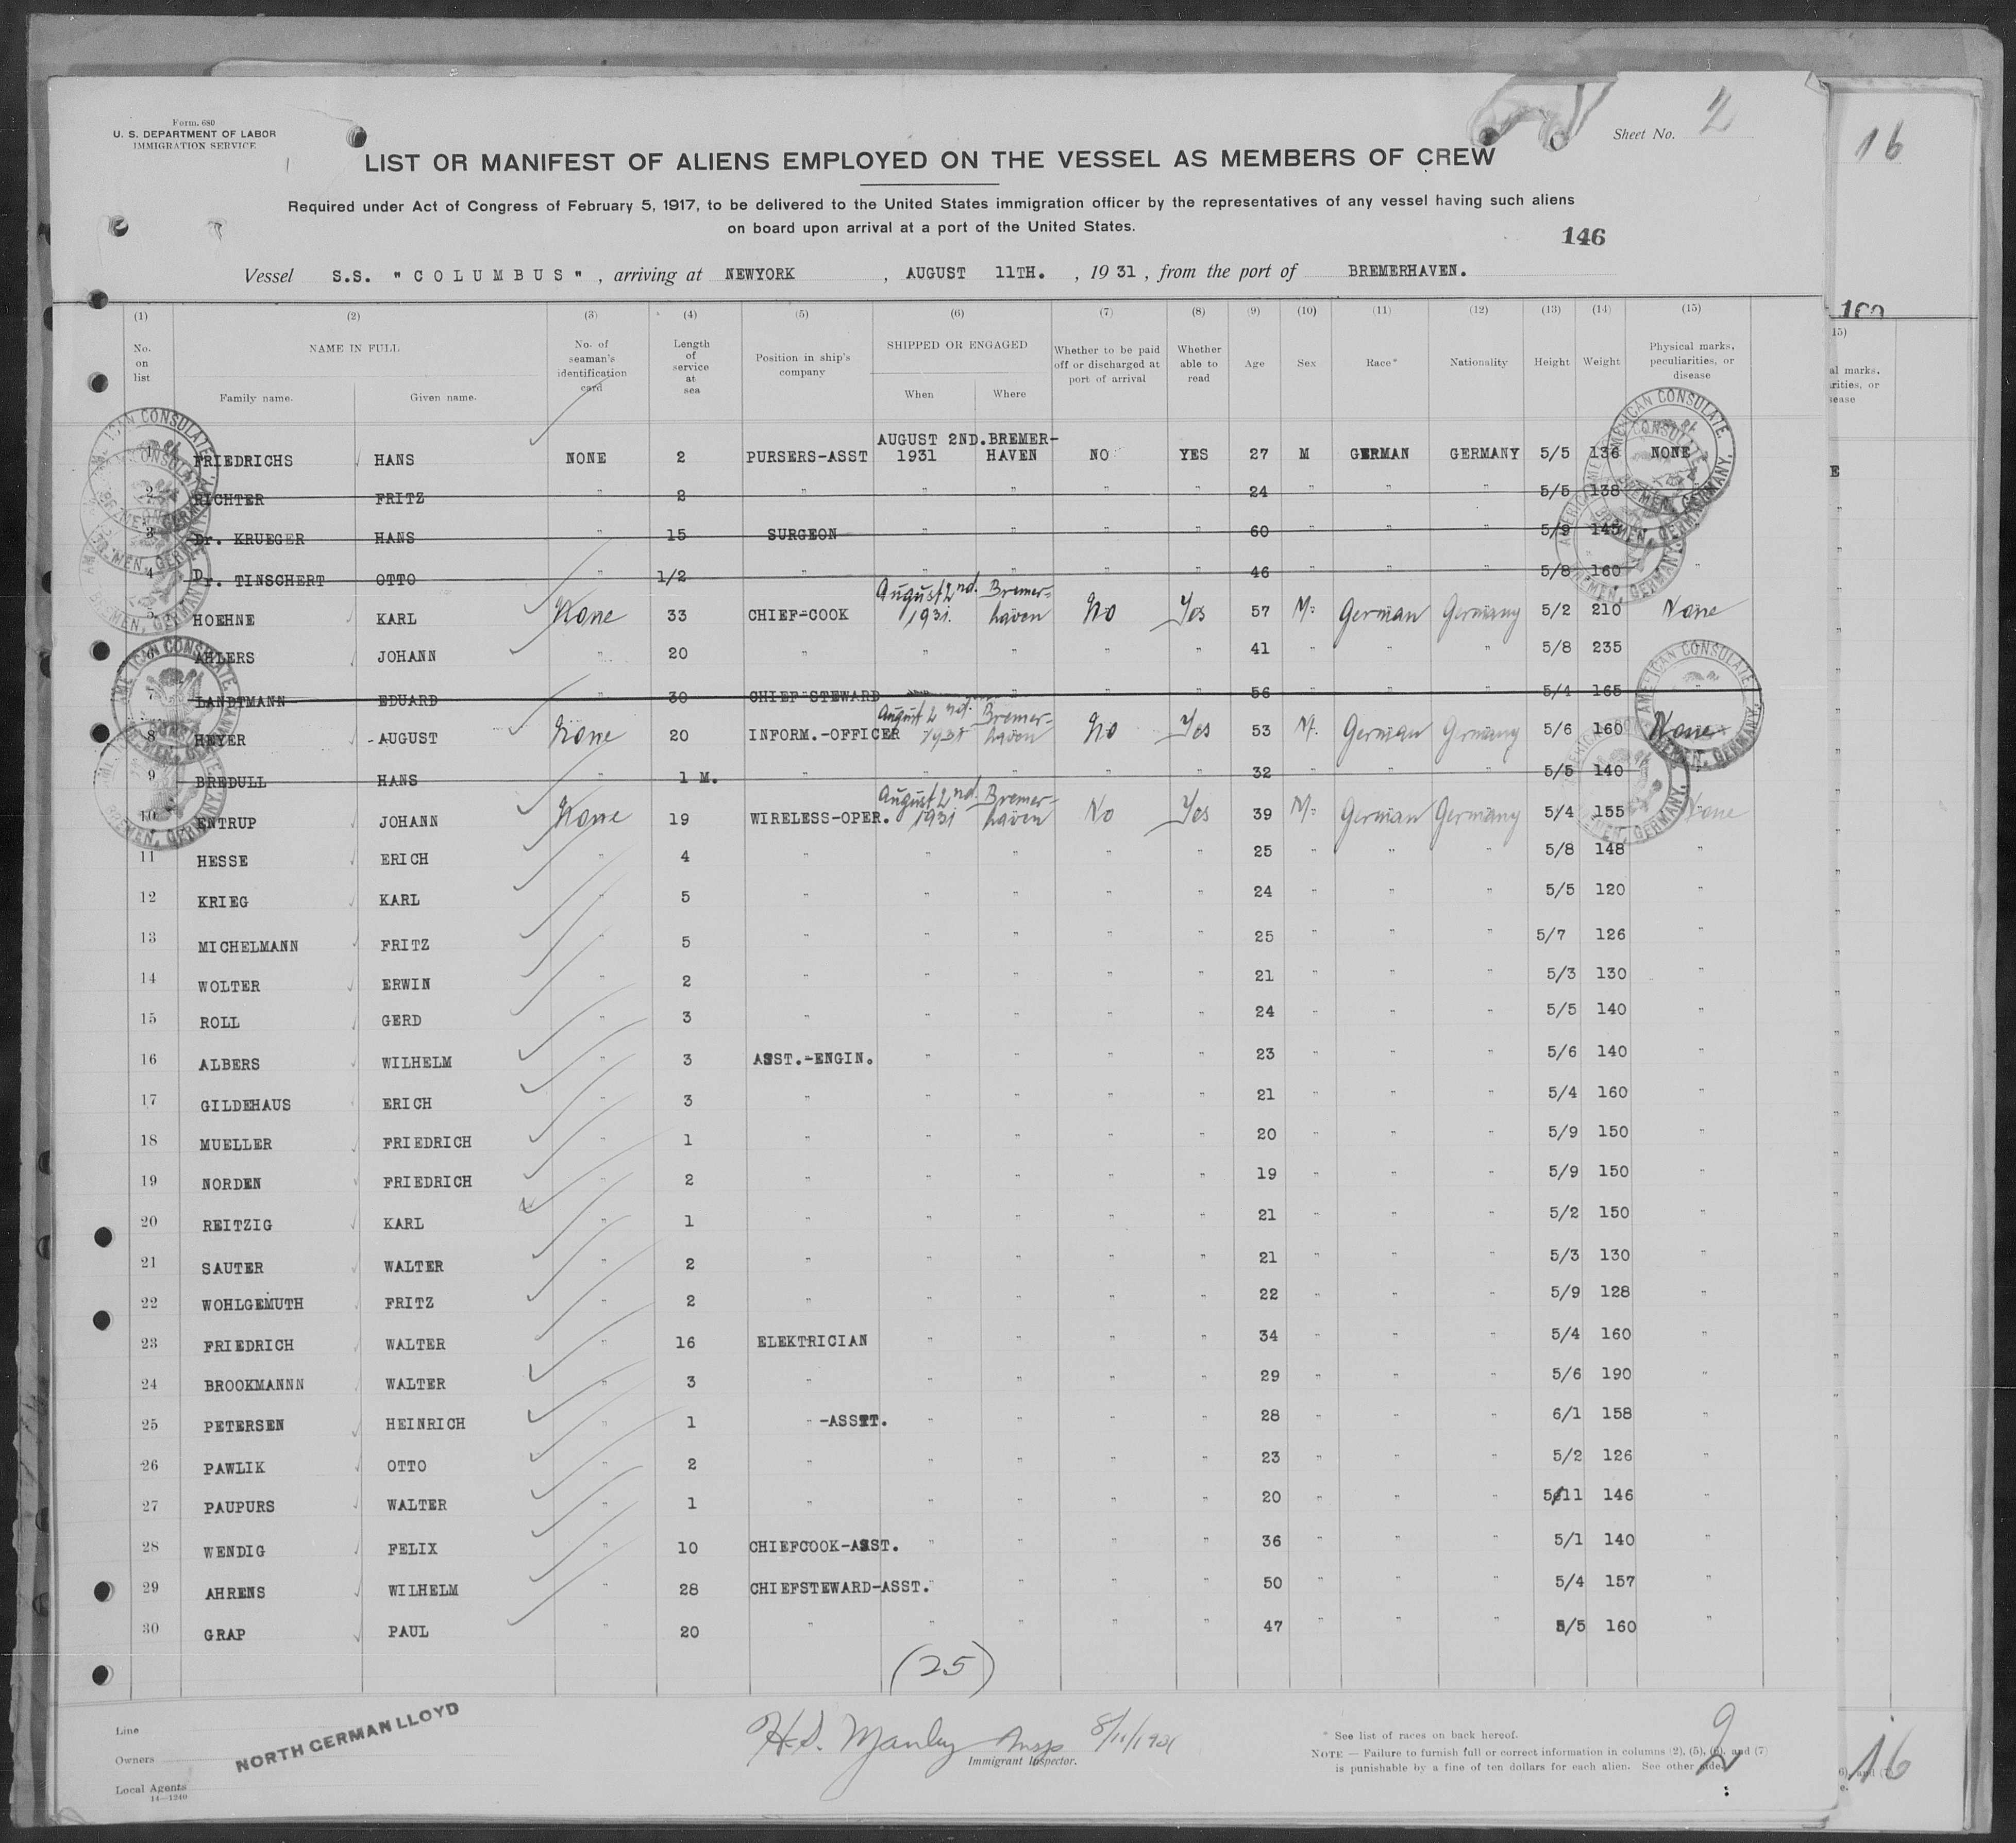 Form. 680
U. S. DEPARTMENT OF LABOR
IMMIGRATION SERVICE
Sheet No. 2
16
LIST OR MANIFEST OF ALIENS EMPLOYED ON THE VESSEL AS MEMBERS OF CREW
Required under Act of Congress of February 5, 1917, to be delivered to the United States immigration officer by the representatives of any vessel having such aliens
on board upon arrival at a port of the United States.
146
Vessel S.S. "COLUMBUS", arriving at NEWYORK, AUGUST 11TH., 1931, from the port of BREMERHAVEN.
(1) (2) (3) (4) (5) (6) (7) (8) (9) (10) (11) (12) (13) (14) (15)
No. on list
NAME IN FULL
Family name. Given name.
No. of seaman's identification card
Length of service at sea
Position in ship's company
SHIPPED OR ENGAGED
When Where
Whether to be paid off or discharged at port of arrival
Whether able to read
Age Sex Race* Nationality Height Weight
Physical marks, peculiarities, or disease
AUGUST 2ND. BREMER-
1 FRIEDRICHS HANS NONE 2 PURSERS-ASST 1931 HAVEN NO YES 27 M GERMAN GERMANY 5/5 136 NONE
2 RICHTER FRITZ " 2 " " " " " 24 " " " 5/5 138 "
3 Dr. KRUEGER HANS " 15 SURGEON " " " " 60 " " " 5/9 145 "
4 Dr. TINSCHERT OTTO " 1/2 " " " " " 46 " " " 5/8 160 "
August 2nd. Bremer-
5 HOEHNE KARL None 33 CHIEF-COOK 1931. haven No Yes 57 M. German Germany 5/2 210 None
6 AHLERS JOHANN " 20 " " " " " 41 " " " 5/8 235 "
7 LANDTMANN EDUARD " 30 CHIEF-STEWARD " " " " 56 " " " 5/4 165 "
August 2nd. Bremer-
8 HEYER AUGUST None 20 INFORM.-OFFICER 1931 haven No Yes 53 M. German Germany 5/6 160 None
9 BREDULL HANS " 1 M. " " " " " 32 " " " 5/5 140 "
August 2nd. Bremer-
10 ENTRUP JOHANN None 19 WIRELESS-OPER. 1931 haven No Yes 39 M. German Germany 5/4 155 None
11 HESSE ERICH " 4 " " " " " 25 " " " 5/8 148 "
12 KRIEG KARL " 5 " " " " " 24 " " " 5/5 120 "
13 MICHELMANN FRITZ " 5 " " " " " 25 " " " 5/7 126 "
14 WOLTER ERWIN " 2 " " " " " 21 " " " 5/3 130 "
15 ROLL GERD " 3 " " " " " 24 " " " 5/5 140 "
16 ALBERS WILHELM " 3 ASST.-ENGIN. " " " " 23 " " " 5/6 140 "
17 GILDEHAUS ERICH " 3 " " " " " 21 " " " 5/4 160 "
18 MUELLER FRIEDRICH " 1 " " " " " 20 " " " 5/9 150 "
19 NORDEN FRIEDRICH " 2 " " " " " 19 " " " 5/9 150 "
20 REITZIG KARL " 1 " " " " " 21 " " " 5/2 150 "
21 SAUTER WALTER " 2 " " " " " 21 " " " 5/3 130 "
22 WOHLGEMUTH FRITZ " 2 " " " " " 22 " " " 5/9 128 "
23 FRIEDRICH WALTER " 16 ELEKTRICIAN " " " " 34 " " " 5/4 160 "
24 BROOKMANNN WALTER " 3 " " " " " 29 " " " 5/6 190 "
25 PETERSEN HEINRICH " 1 " -ASSTT. " " " " 28 " " " 6/1 158 "
26 PAWLIK OTTO " 2 " " " " " 23 " " " 5/2 126 "
27 PAUPURS WALTER " 1 " " " " " 20 " " " 5/11 146 "
28 WENDIG FELIX " 10 CHIEFCOOK-ASST. " " " " 36 " " " 5/1 140 "
29 AHRENS WILHELM " 28 CHIEFSTEWARD-ASST. " " " " 50 " " " 5/4 157 "
30 GRAP PAUL " 20 " " " " " 47 " " " 5/5 160 "
(25)
AMERICAN CONSULATE BREMEN, GERMANY.
Line
Owners NORTH GERMAN LLOYD
Local Agents
14-1240
H.S. Manley Insp 8/11/1931
Immigrant Inspector.
* See list of races on back hereof.
NOTE — Failure to furnish full or correct information in columns (2), (5), (6), and (7)
is punishable by a fine of ten dollars for each alien. See other side.
2
16